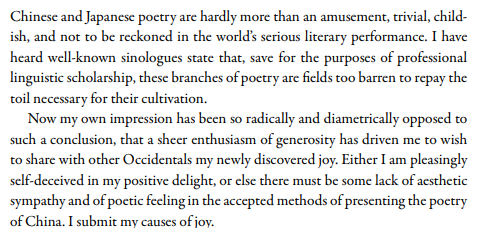 Chinese and Japanese poetry are hardly more than an amusement, trivial, child-
ish, and not to be reckoned in the world's serious literary performance. I have
heard well-known sinologues state that, save for the purposes of professional
linguistic scholarship, these branches of poetry are fields too barren to repay the
toil necessary for their cultivation.
Now my own impression has been so radically and diametrically opposed to
such a conclusion, that a sheer enthusiasm of generosity has driven me to wish
to share with other Occidentals my newly discovered joy. Either I am pleasingly
self-deceived in my positive delight, or else there must be some lack of aesthetic
sympathy and of poetic feeling in the accepted methods of presenting the poetry
of China. I submit my causes of joy.